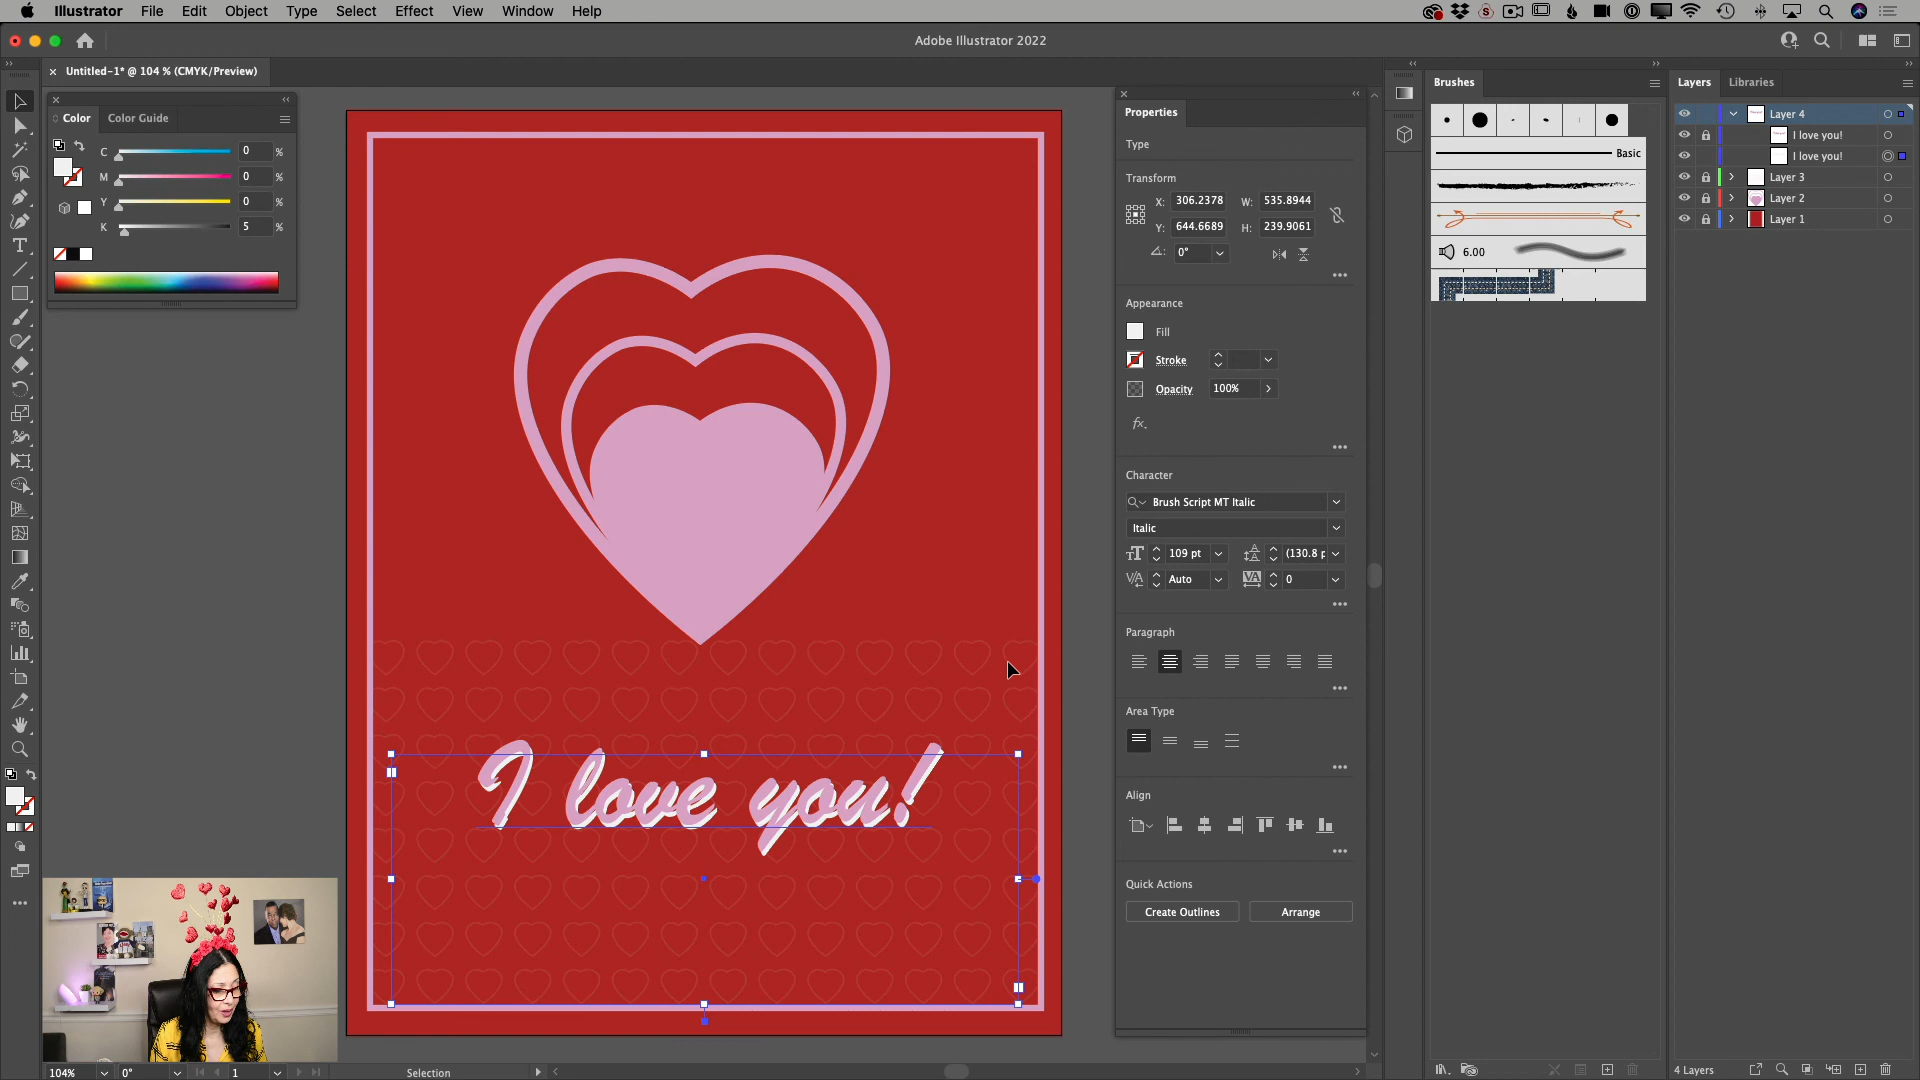 Illustrator File Edit Object Type Select Effect View Window Help
Adobe Illustrator 2022
Untitled-1* @ 104 % (CMYK/Preview)
Color Color Guide
C 0 %
M 0 %
Y 0 %
K 5 %
I love you!
Properties
Type
Transform
X: 306.2378 W: 535.8944
Y: 644.6689 H: 239.9061
0°
Appearance
Fill
Stroke
Opacity 100%
fx.
Character
Brush Script MT Italic
Italic
109 pt (130.8 p
Auto 0
Paragraph
Area Type
Align
Quick Actions
Create Outlines Arrange
Brushes
Basic
6.00
Layers Libraries
Layer 4
I love you!
I love you!
Layer 3
Layer 2
Layer 1
104% 0° 1 Selection
4 Layers